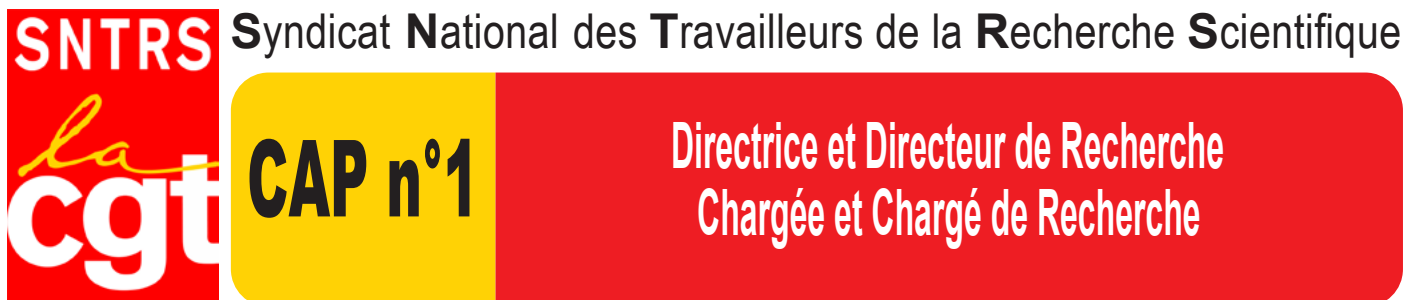 SNTRS
la
cgt
Syndicat National des Travailleurs de la Recherche Scientifique
CAP n°1
Directrice et Directeur de Recherche
Chargée et Chargé de Recherche